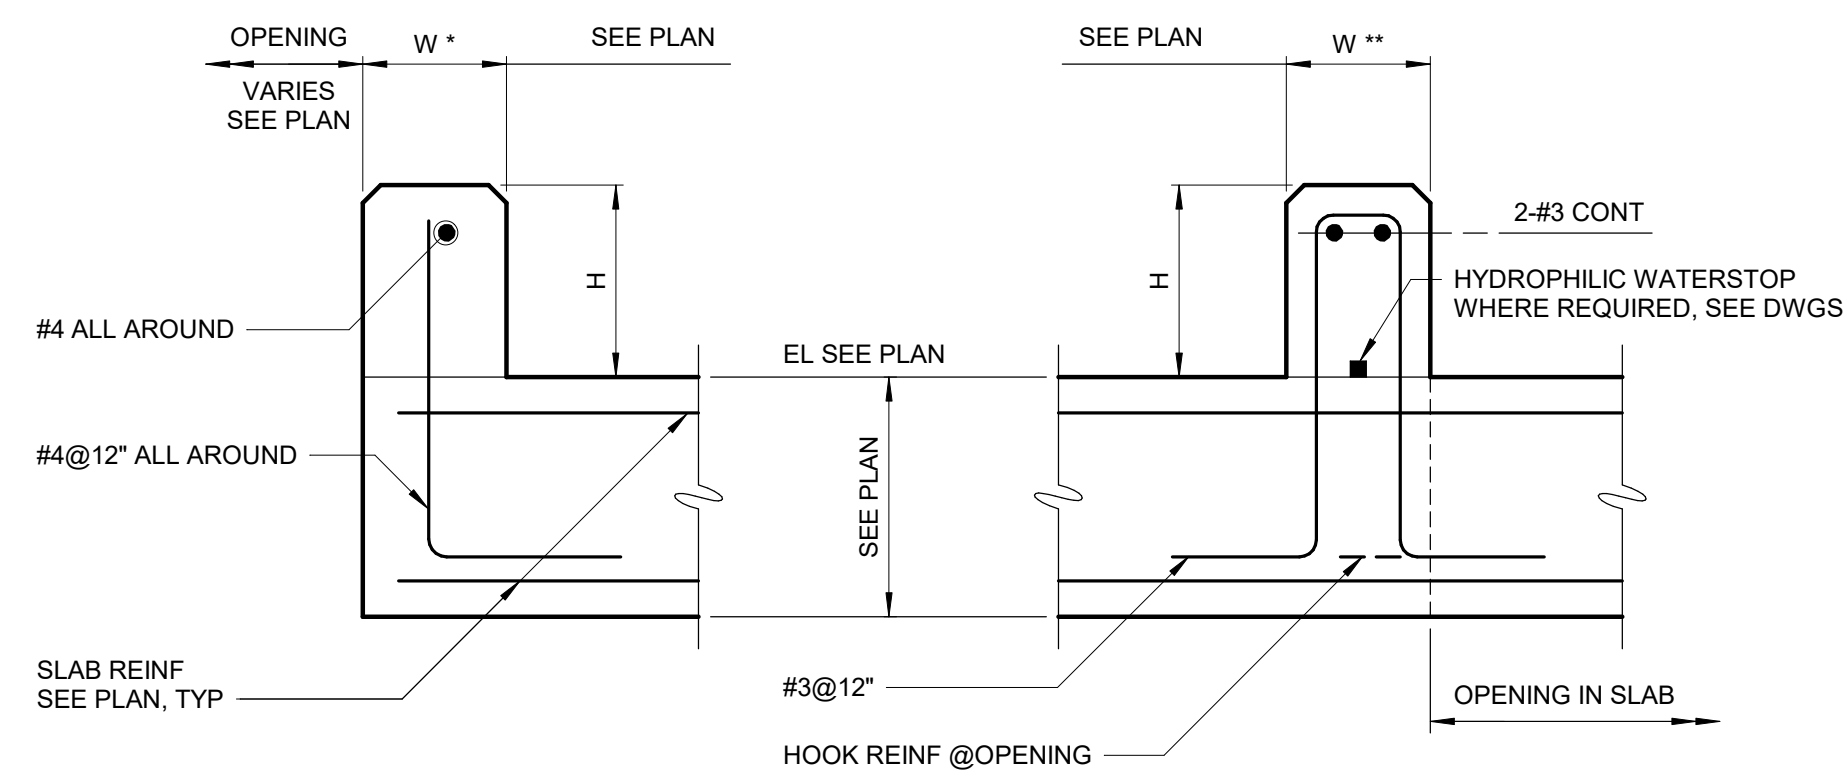 OPENING
W *
SEE PLAN
SEE PLAN
W **
VARIES
SEE PLAN
2-#3 CONT
H
H
HYDROPHILIC WATERSTOP
WHERE REQUIRED, SEE DWGS
#4 ALL AROUND
EL SEE PLAN
#4@12" ALL AROUND
SEE PLAN
SLAB REINF
SEE PLAN, TYP
#3@12"
OPENING IN SLAB
HOOK REINF @OPENING